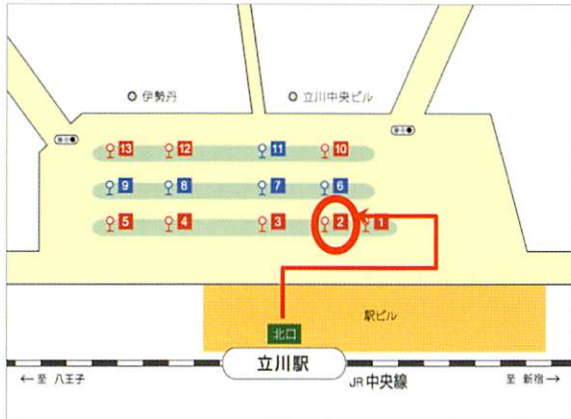 伊勢丹
立川中央ビル
13 12 11 10
9 8 7 6
5 4 3 2 1
駅ビル
北口
立川駅
←至 八王子
JR中央線
至 新宿→